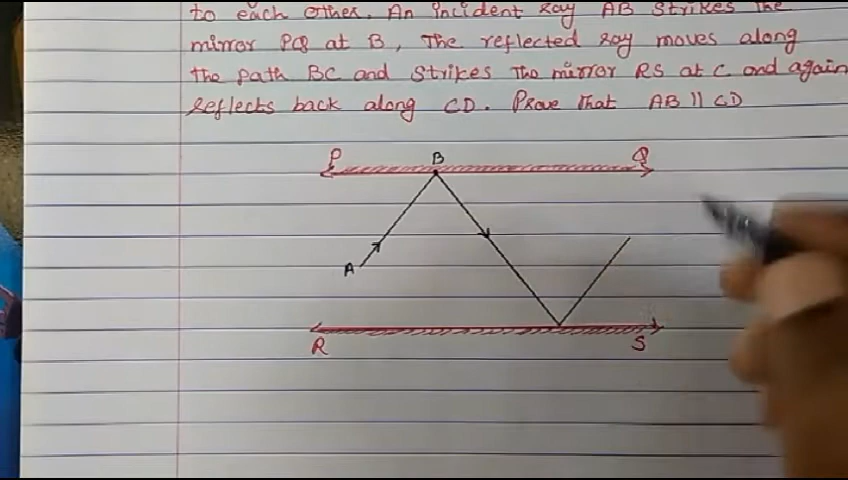 to each other. An incident ray AB strikes the
mirror PQ at B, The reflected ray moves along
the path BC and strikes the mirror RS at C and again
reflects back along CD. Prove that AB || CD
P B Q
A
R S